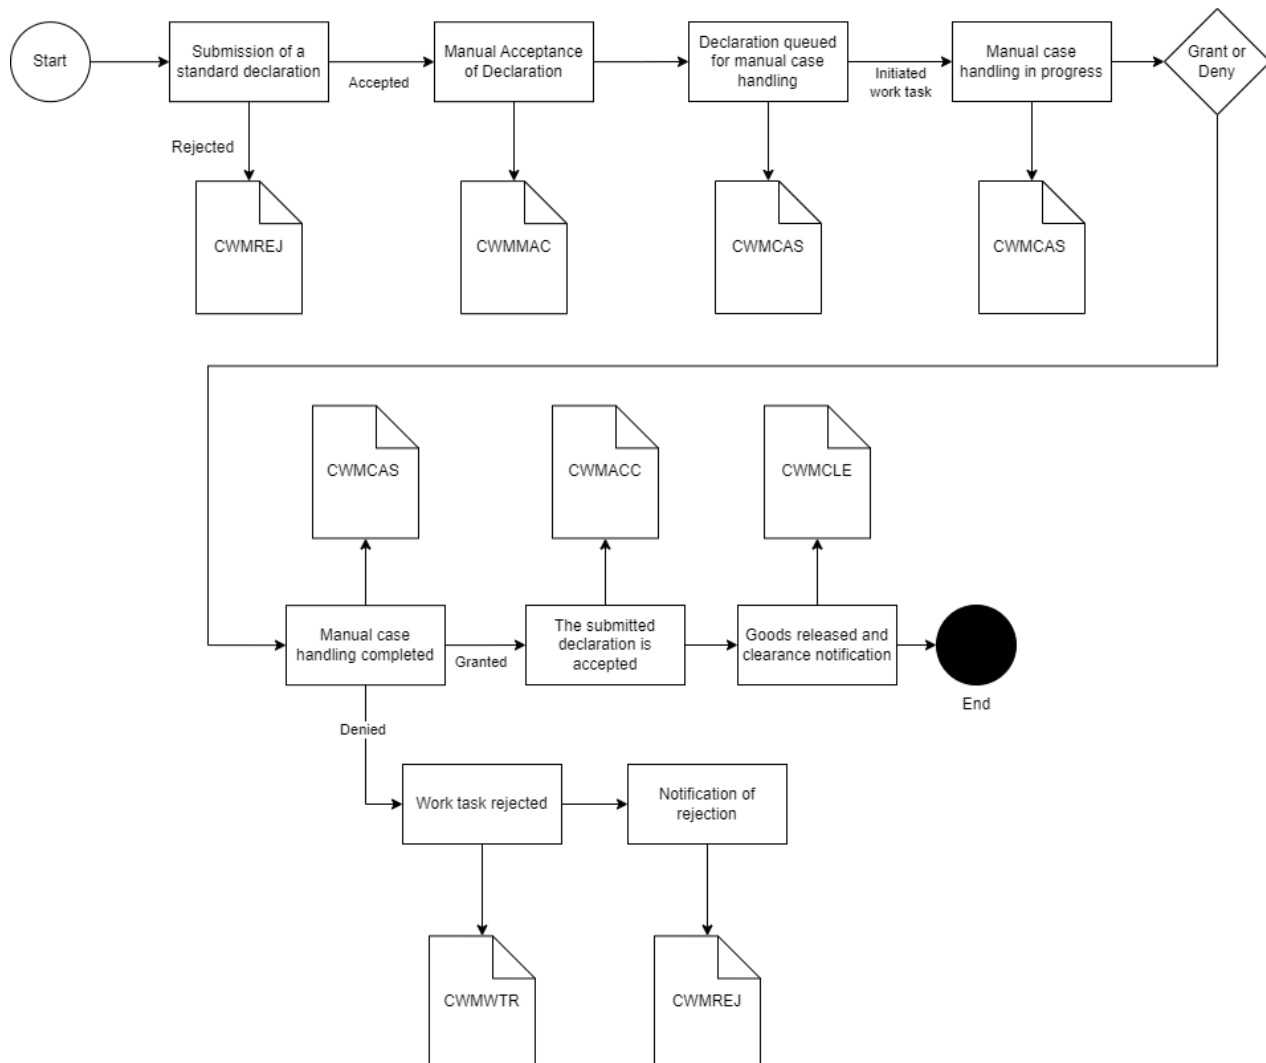 Start
Submission of a
standard declaration
Accepted
Manual Acceptance
of Declaration
Declaration queued
for manual case
handling
Initiated
work task
Manual case
handling in progress
Grant or
Deny
Rejected
CWMREJ
CWMMAC
CWMCAS
CWMCAS
CWMCAS
CWMACC
CWMCLE
Manual case
handling completed
Granted
The submitted
declaration is
accepted
Goods released and
clearance notification
End
Denied
Work task rejected
Notification of
rejection
CWMWTR
CWMREJ